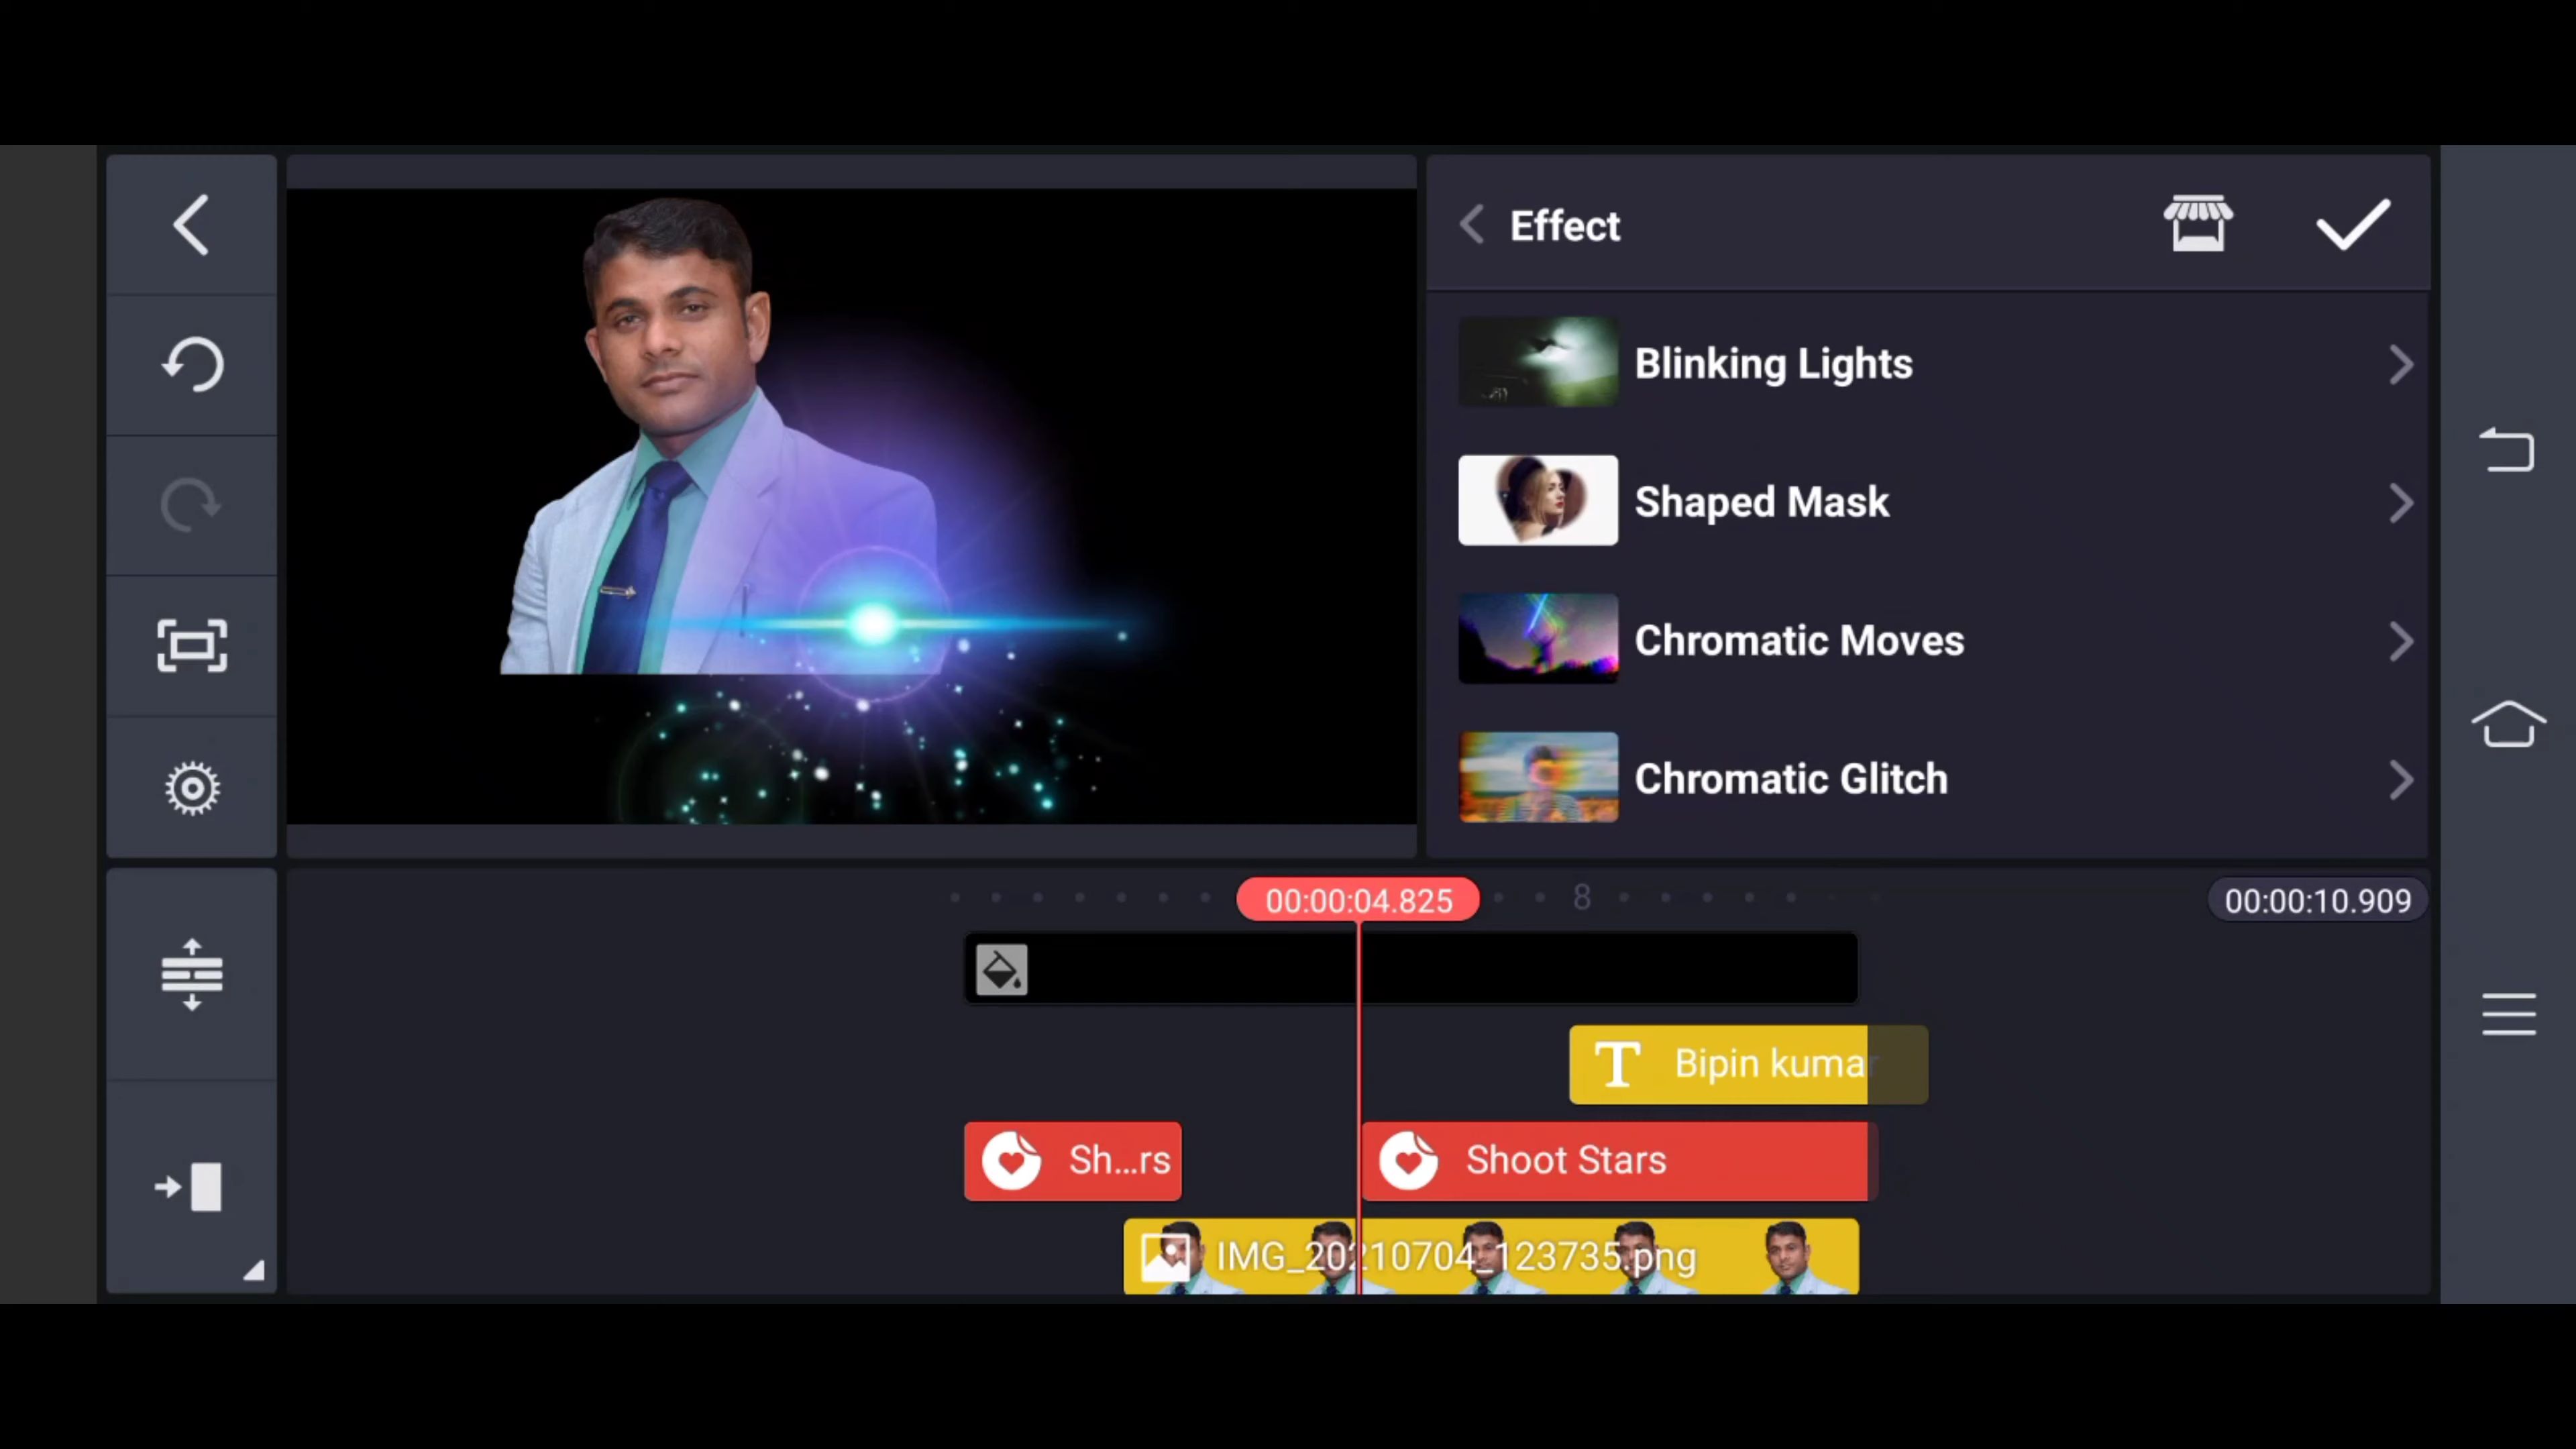 Effect
Blinking Lights
Shaped Mask
Chromatic Moves
Chromatic Glitch
00:00:04.825
8
00:00:10.909
T Bipin kumar
Sh...rs
Shoot Stars
IMG_20210704_123735.png